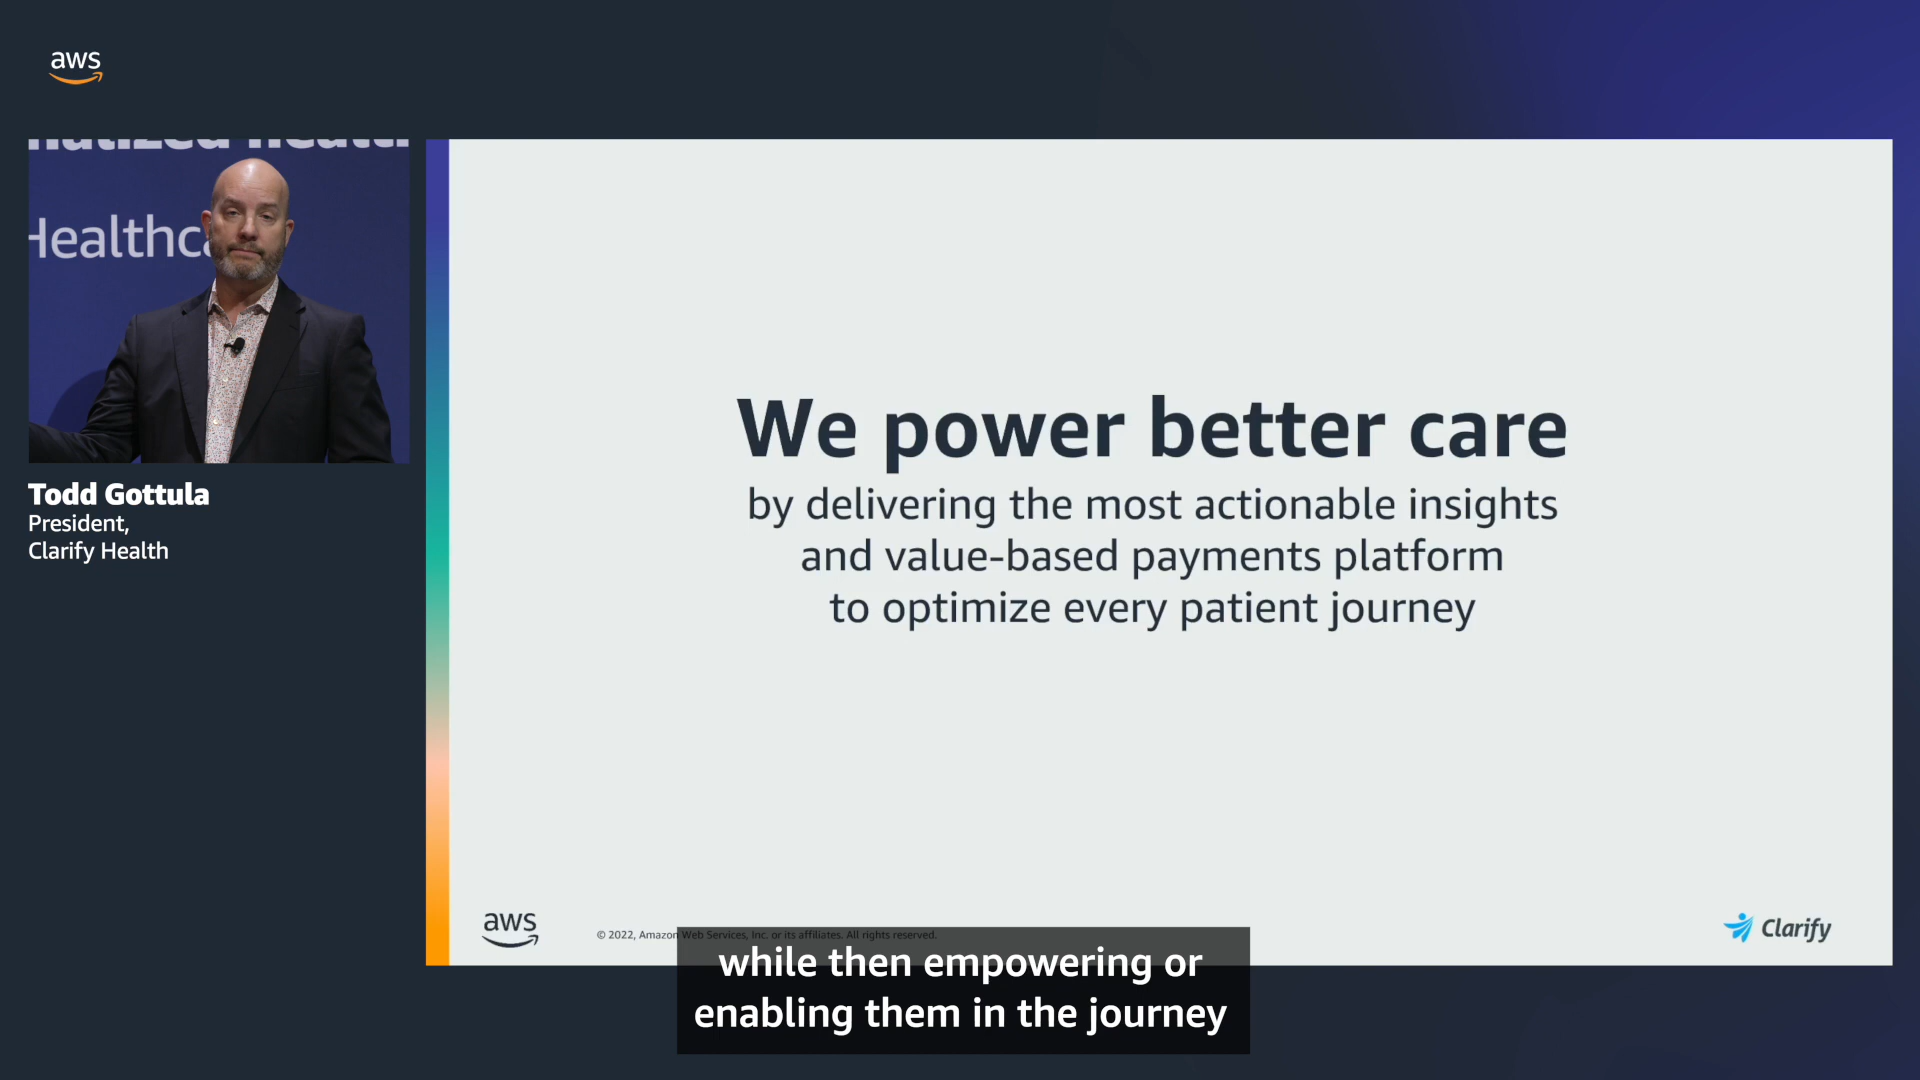 aws
Healthc
Todd Gottula
President,
Clarify Health
We power better care
by delivering the most actionable insights
and value-based payments platform
to optimize every patient journey
aws
© 2022, Amazon Web Services, Inc. or its affiliates. All rights reserved.
Clarify
while then empowering or
enabling them in the journey